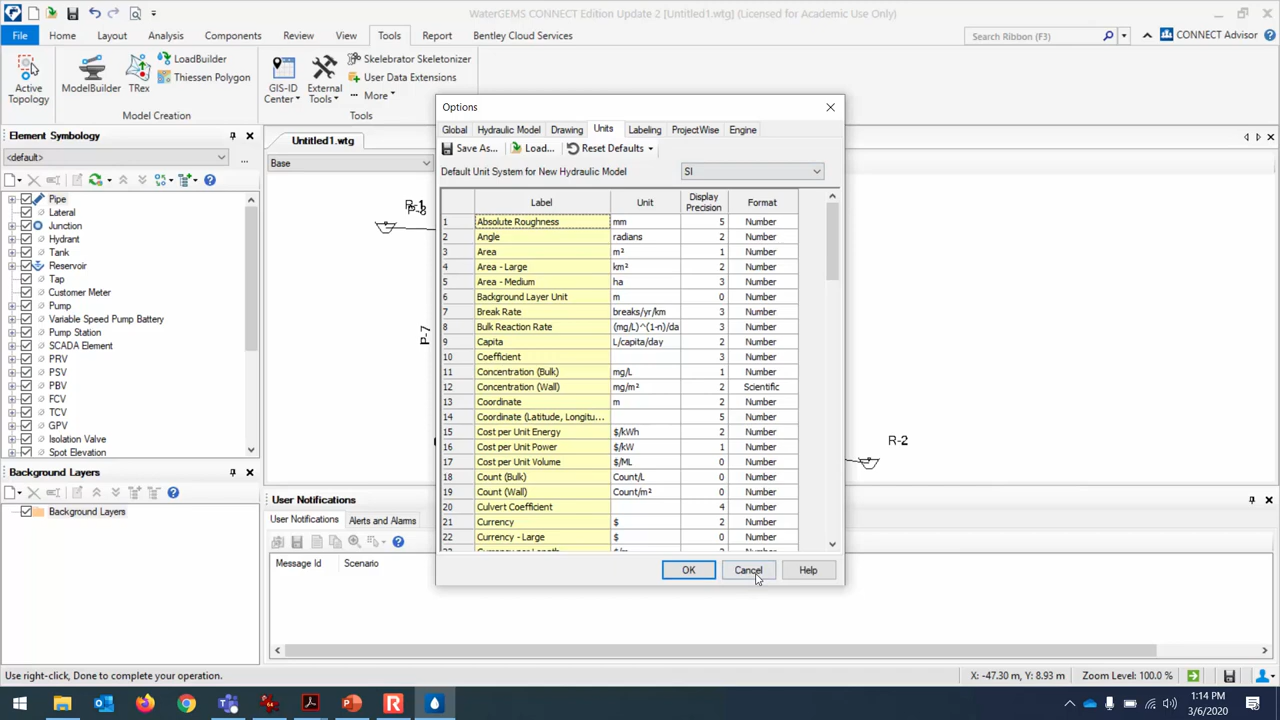 WaterGEMS CONNECT Edition Update 2 [Untitled1.wtg] (Licensed for Academic Use Only)
File Home Layout Analysis Components Review View Tools Report Bentley Cloud Services
Search Ribbon (F3)
CONNECT Advisor
Active Topology
ModelBuilder
TRex
LoadBuilder
Thiessen Polygon
Model Creation
GIS-ID Center
External Tools
Skelebrator Skeletonizer
User Data Extensions
More
Tools
Element Symbology
<default>
...
Pipe
Lateral
Junction
Hydrant
Tank
Reservoir
Tap
Customer Meter
Pump
Variable Speed Pump Battery
Pump Station
SCADA Element
PRV
PSV
PBV
FCV
TCV
GPV
Isolation Valve
Spot Elevation
Background Layers
Background Layers
Untitled1.wtg
Base
R-1
P-8
P-7
R-2
Options
Global Hydraulic Model Drawing Units Labeling ProjectWise Engine
Save As... Load... Reset Defaults
Default Unit System for New Hydraulic Model SI
Label Unit Display Precision Format
1 Absolute Roughness mm 5 Number
2 Angle radians 2 Number
3 Area m² 1 Number
4 Area - Large km² 2 Number
5 Area - Medium ha 3 Number
6 Background Layer Unit m 0 Number
7 Break Rate breaks/yr/km 3 Number
8 Bulk Reaction Rate (mg/L)^(1-n)/da 3 Number
9 Capita L/capita/day 2 Number
10 Coefficient 3 Number
11 Concentration (Bulk) mg/L 1 Number
12 Concentration (Wall) mg/m² 2 Scientific
13 Coordinate m 2 Number
14 Coordinate (Latitude, Longitu... 5 Number
15 Cost per Unit Energy $/kWh 2 Number
16 Cost per Unit Power $/kW 1 Number
17 Cost per Unit Volume $/ML 0 Number
18 Count (Bulk) Count/L 0 Number
19 Count (Wall) Count/m² 0 Number
20 Culvert Coefficient 4 Number
21 Currency $ 2 Number
22 Currency - Large $ 0 Number
OK Cancel Help
User Notifications
User Notifications Alerts and Alarms
Message Id Scenario
Use right-click, Done to complete your operation.
X: -47.30 m, Y: 8.93 m
Zoom Level: 100.0 %
1:14 PM
3/6/2020